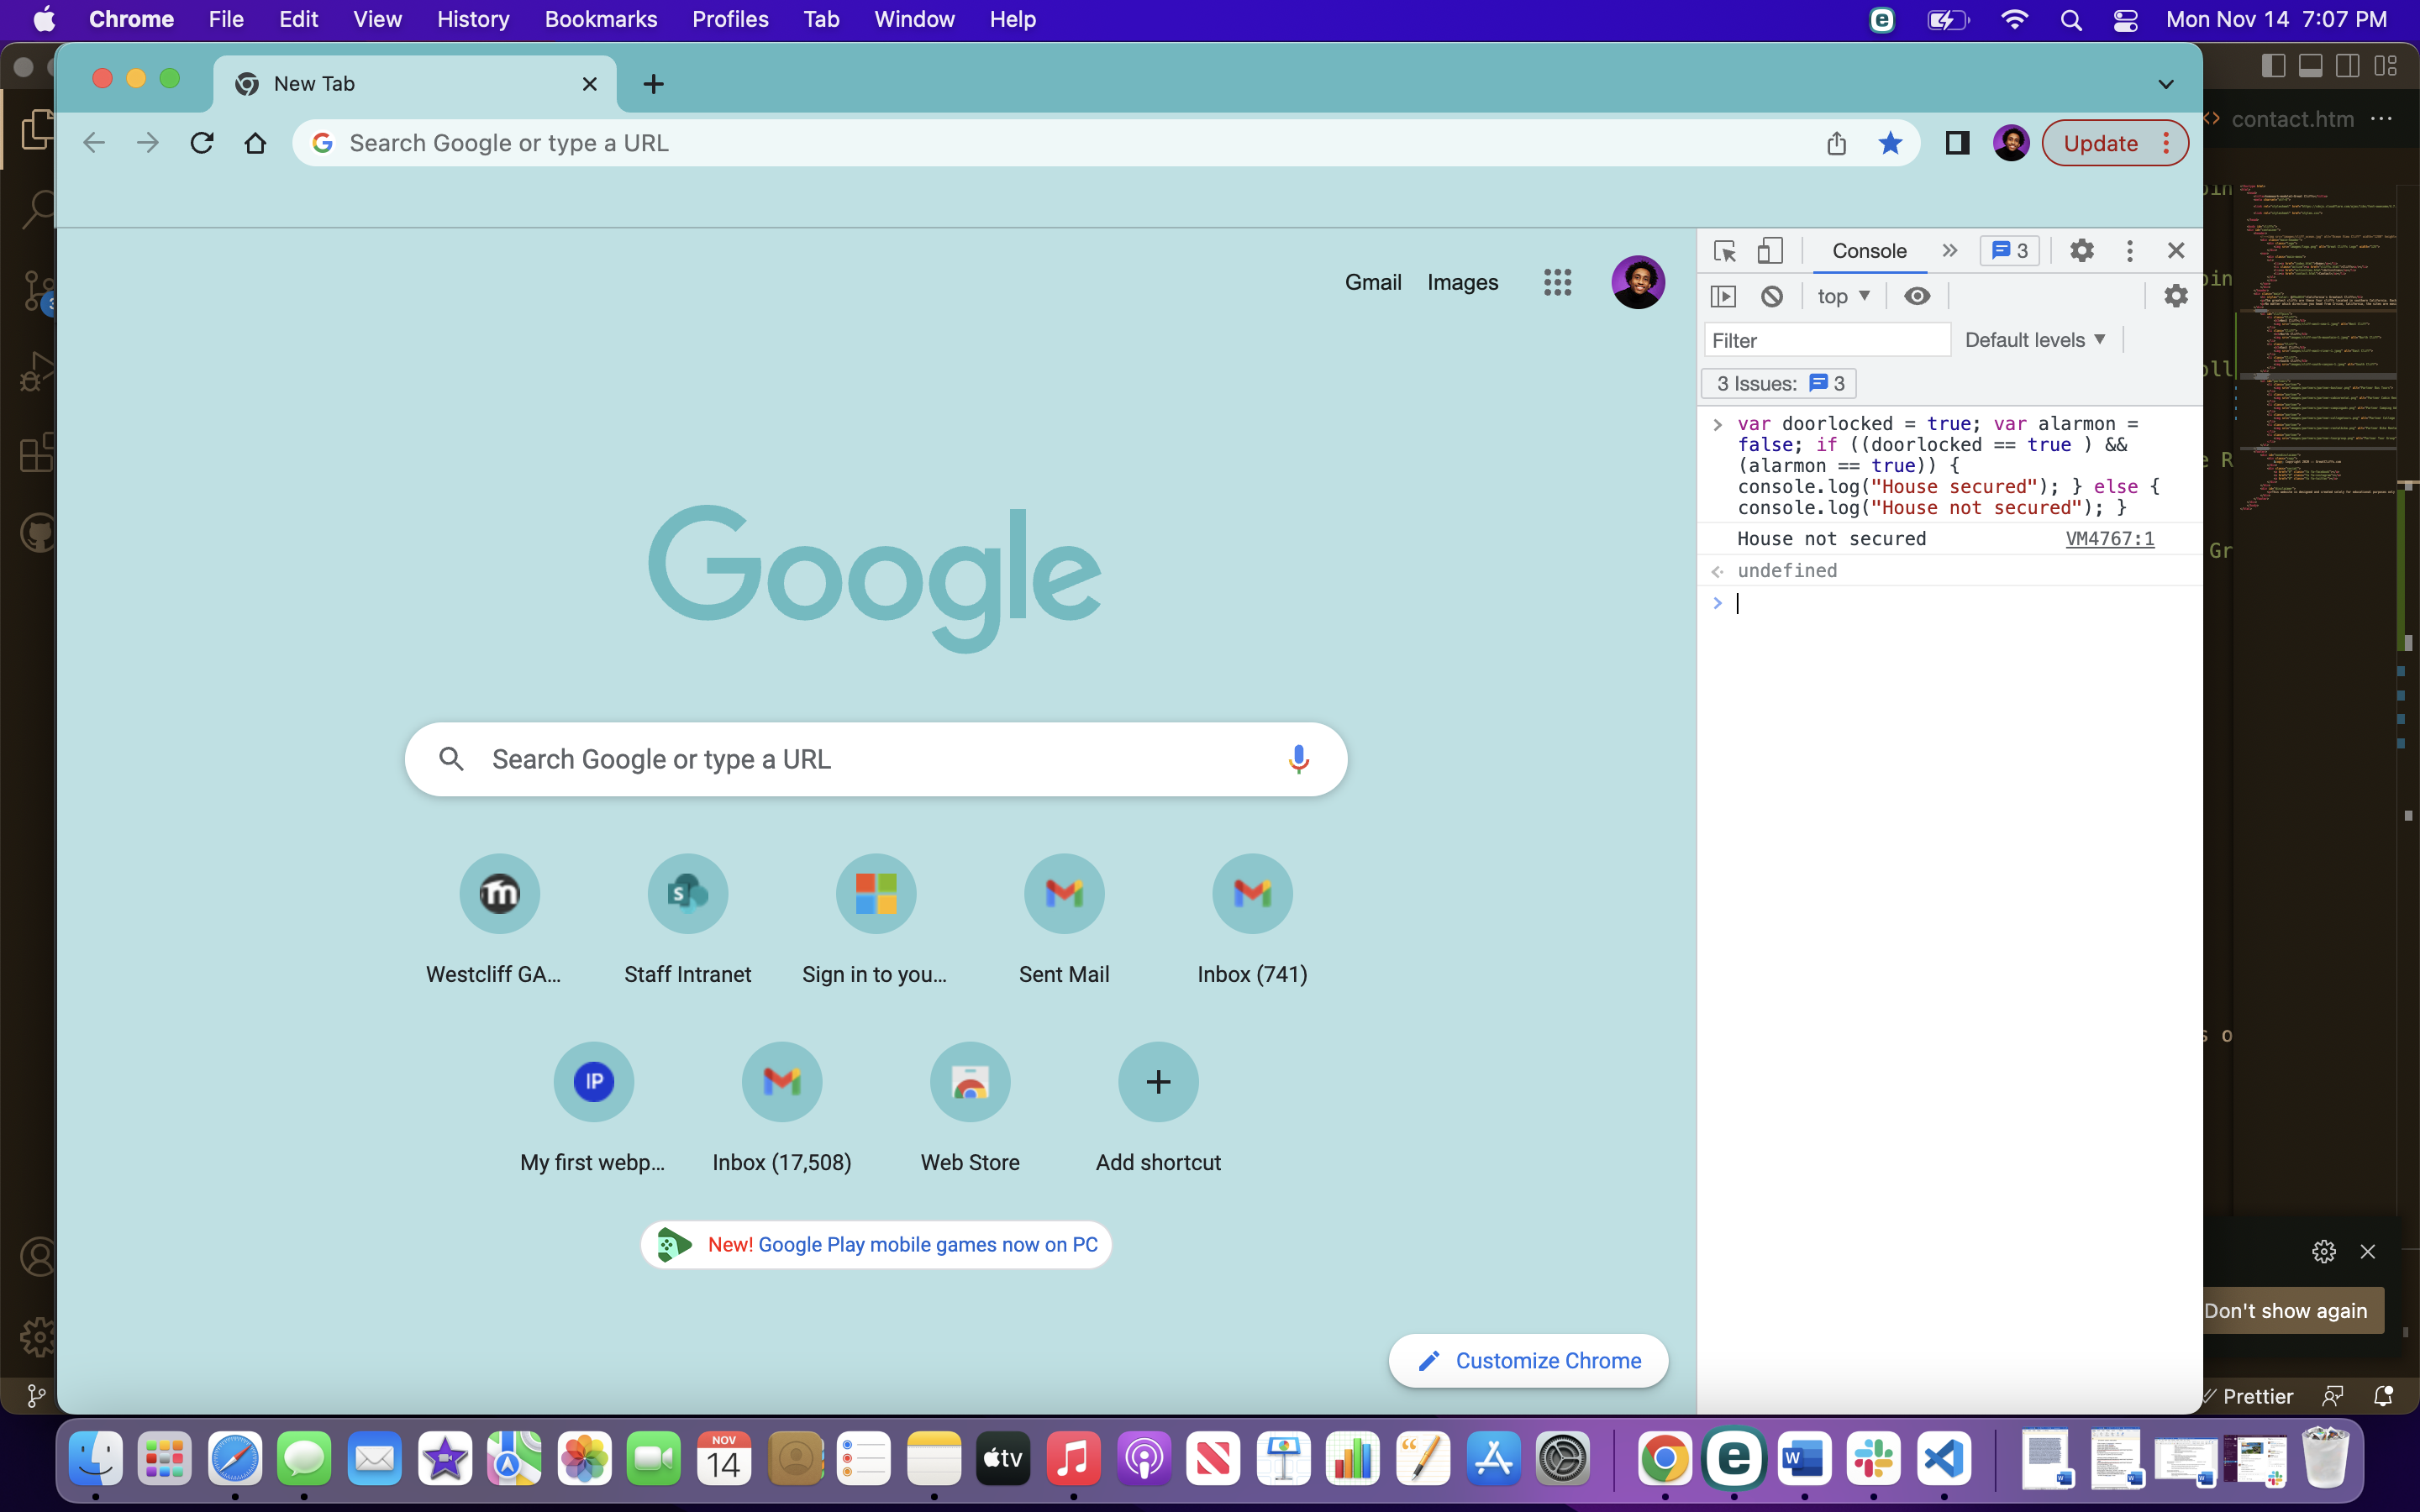 Chrome File Edit View History Bookmarks Profiles Tab Window Help
Mon Nov 14 7:07 PM
New Tab
Search Google or type a URL
Update
contact.htm
Gmail Images
Google
Search Google or type a URL
Westcliff GA... Staff Intranet Sign in to you... Sent Mail Inbox (741)
IP
My first webp... Inbox (17,508) Web Store Add shortcut
New! Google Play mobile games now on PC
Customize Chrome
Console 3
top
Filter Default levels
3 Issues: 3
> var doorlocked = true; var alarmon =
false; if ((doorlocked == true ) &&
(alarmon == true)) {
console.log("House secured"); } else {
console.log("House not secured"); }
House not secured VM4767:1
undefined
>
Don't show again
Prettier
NOV
14
tv